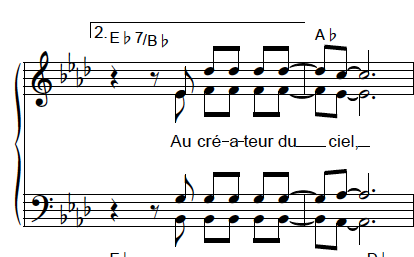 2. E♭7/B♭ A♭
Au cré-a-teur du ciel,